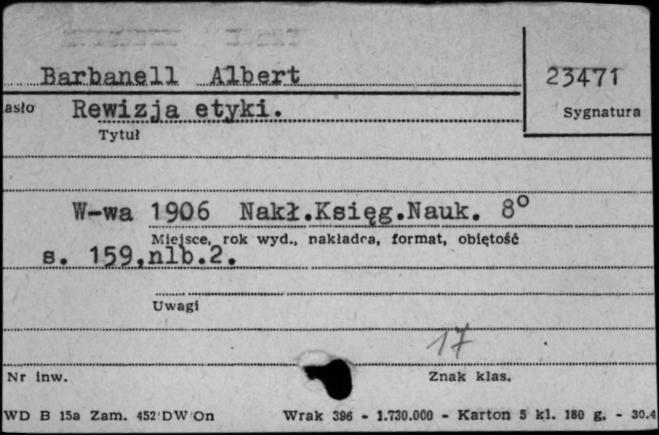 Barbanell Albert
23471
asło Rewizja etyki.
Sygnatura
Tytuł
W-wa 1906 Nakł.Księg.Nauk. 8°
Miejsce, rok wyd., nakładca, format, objętość
s. 159,nlb.2.
Uwagi
17
Nr inw.
Znak klas.
WD B 15a Zam. 452 DW On Wrak 396 - 1.730.000 - Karton 5 kl. 180 g. - 30.4